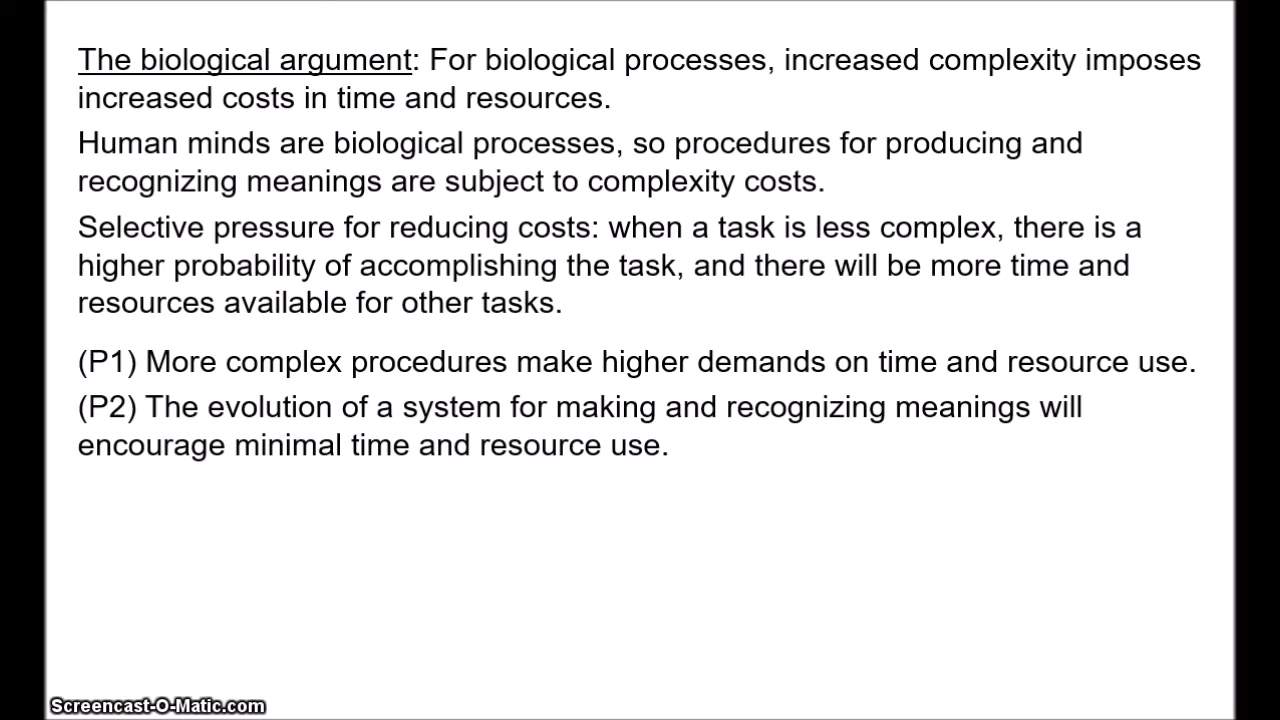 The biological argument: For biological processes, increased complexity imposes
increased costs in time and resources.
Human minds are biological processes, so procedures for producing and
recognizing meanings are subject to complexity costs.
Selective pressure for reducing costs: when a task is less complex, there is a
higher probability of accomplishing the task, and there will be more time and
resources available for other tasks.
(P1) More complex procedures make higher demands on time and resource use.
(P2) The evolution of a system for making and recognizing meanings will
encourage minimal time and resource use.
Screencast-O-Matic.com